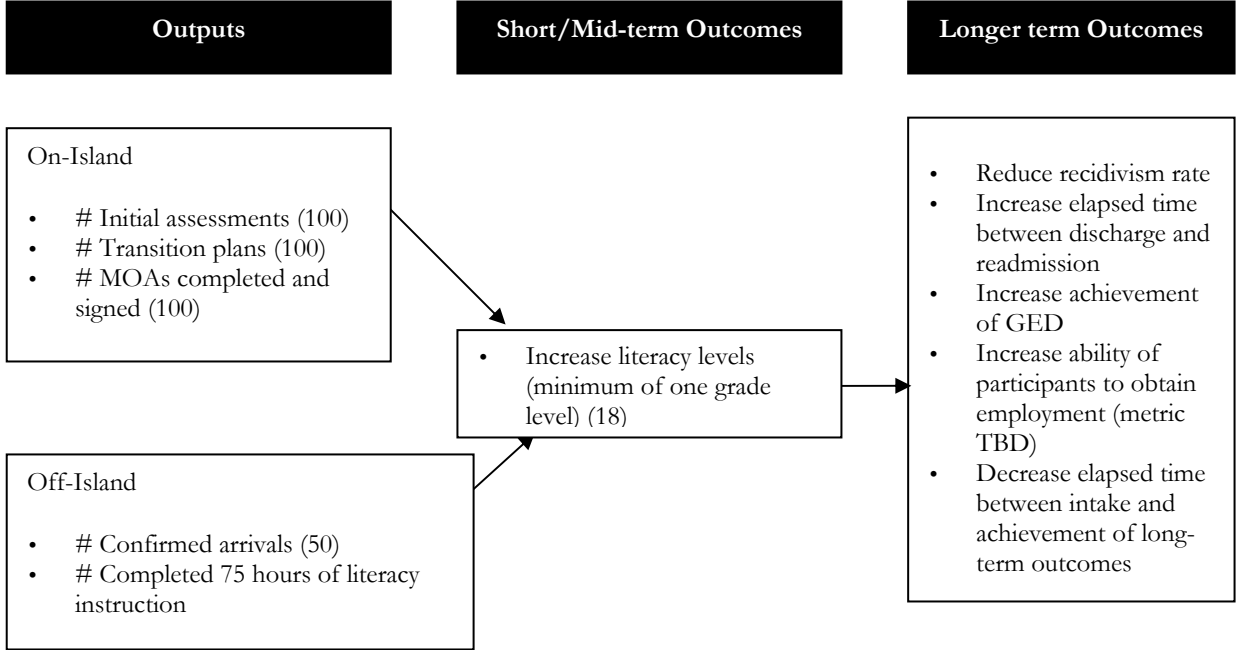 Outputs
Short/Mid-term Outcomes
Longer term Outcomes
On-Island
• # Initial assessments (100)
• # Transition plans (100)
• # MOAs completed and
signed (100)
Off-Island
• # Confirmed arrivals (50)
• # Completed 75 hours of literacy
instruction
• Increase literacy levels
(minimum of one grade
level) (18)
• Reduce recidivism rate
• Increase elapsed time
between discharge and
readmission
• Increase achievement
of GED
• Increase ability of
participants to obtain
employment (metric
TBD)
• Decrease elapsed time
between intake and
achievement of long-
term outcomes